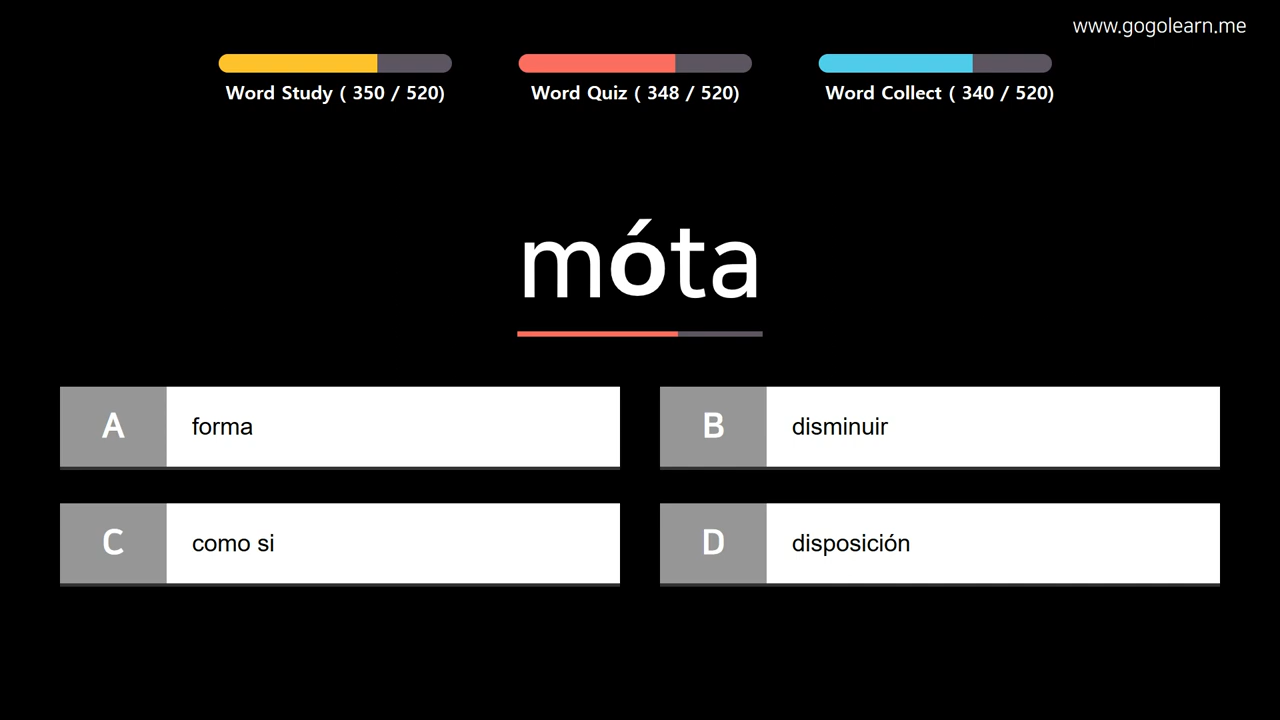 www.gogolearn.me
Word Study ( 350 / 520)
Word Quiz ( 348 / 520)
Word Collect ( 340 / 520)
móta
A forma
B disminuir
C como si
D disposición